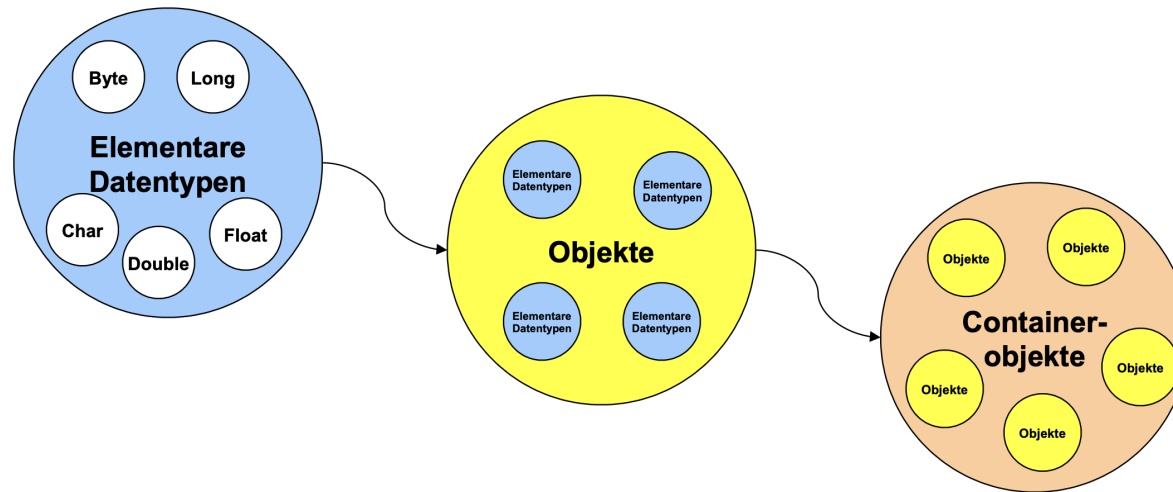 Byte
Long
Elementare
Datentypen
Char
Double
Float
Elementare
Datentypen
Elementare
Datentypen
Objekte
Elementare
Datentypen
Elementare
Datentypen
Objekte
Objekte
Container-
objekte
Objekte
Objekte
Objekte